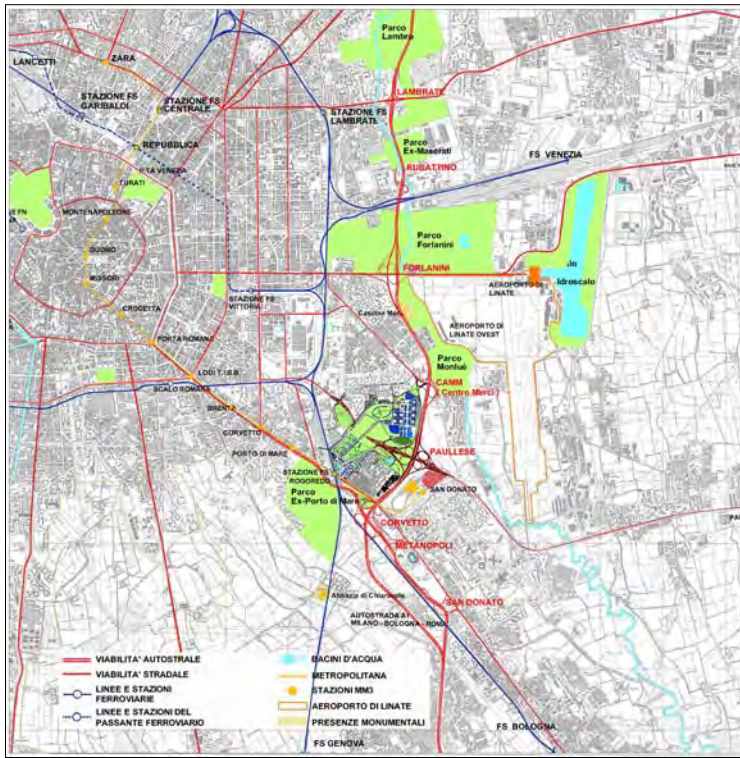 Parco
Lambro
LANCETTI
ZARA
STAZIONE FS
GARIBALDI
STAZIONE FS
CENTRALE
LAMBRATE
STAZIONE FS
LAMBRATE
Parco
Ex-Maserati
REPUBBLICA
FS VENEZIA
RUBATTINO
P.TA VENEZIA
TURATI
MONTENAPOLEONE
Parco
Forlanini
DUOMO
FORLANINI
MISSORI
Idroscalo
AEROPORTO DI
LINATE
STAZIONE FS
VITTORIA
CROCETTA
AEROPORTO DI
LINATE OVEST
PORTA ROMANA
Parco
Monluè
LODI T.I.B.B.
SCALO ROMANA
CAMM
( Centro Merci )
BRENTA
CORVETTO
PORTO DI MARE
PAULLESE
STAZIONE FS
ROGOREDO
SAN DONATO
Parco
Ex-Porto di Mare
CORVETTO
METANOPOLI
Abbazia di Chiaravalle
SAN DONATO
AUTOSTRADA A1
MILANO - BOLOGNA - ROMA
VIABILITA' AUTOSTRALE
VIABILITA' STRADALE
LINEE E STAZIONI
FERROVIARIE
LINEE E STAZIONI DEL
PASSANTE FERROVIARIO
BACINI D'ACQUA
METROPOLITANA
STAZIONI MM3
AEROPORTO DI LINATE
PRESENZE MONUMENTALI
FS BOLOGNA
FS GENOVA